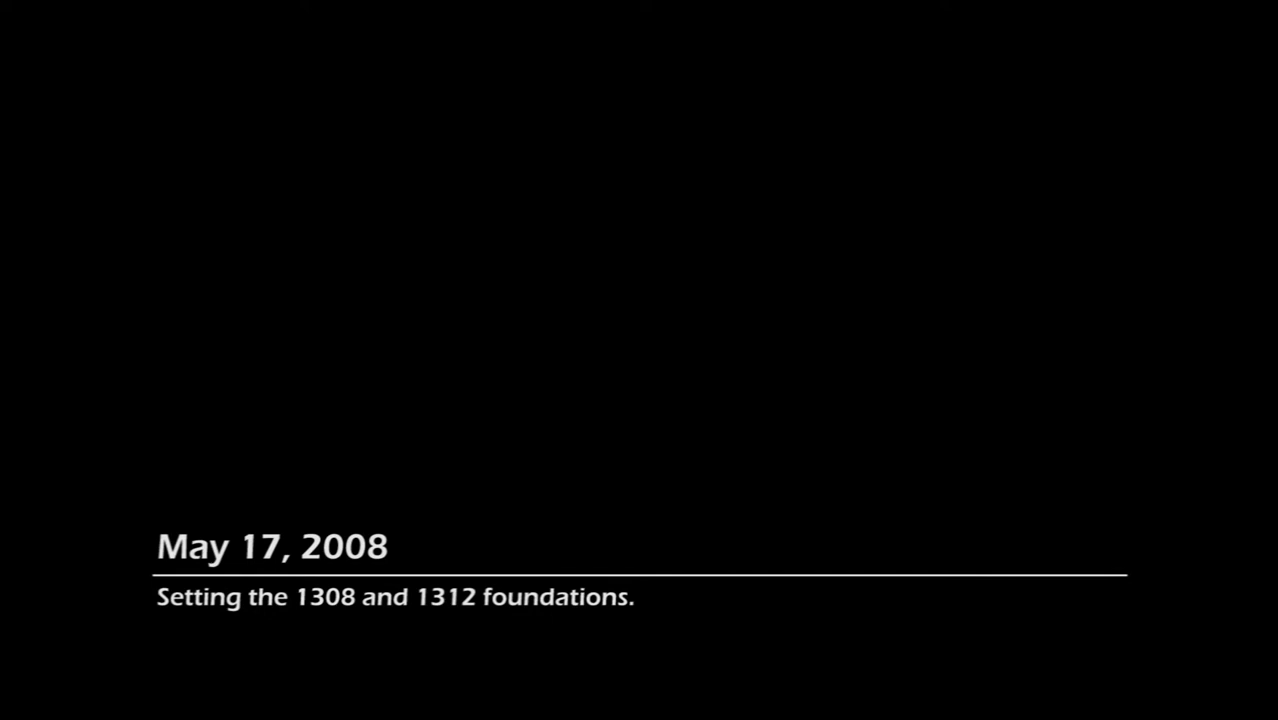 May 17, 2008
Setting the 1308 and 1312 foundations.